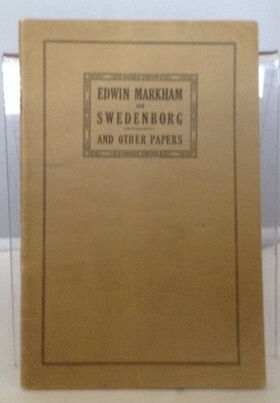 EDWIN MARKHAM
ON
SWEDENBORG
AND OTHER PAPERS